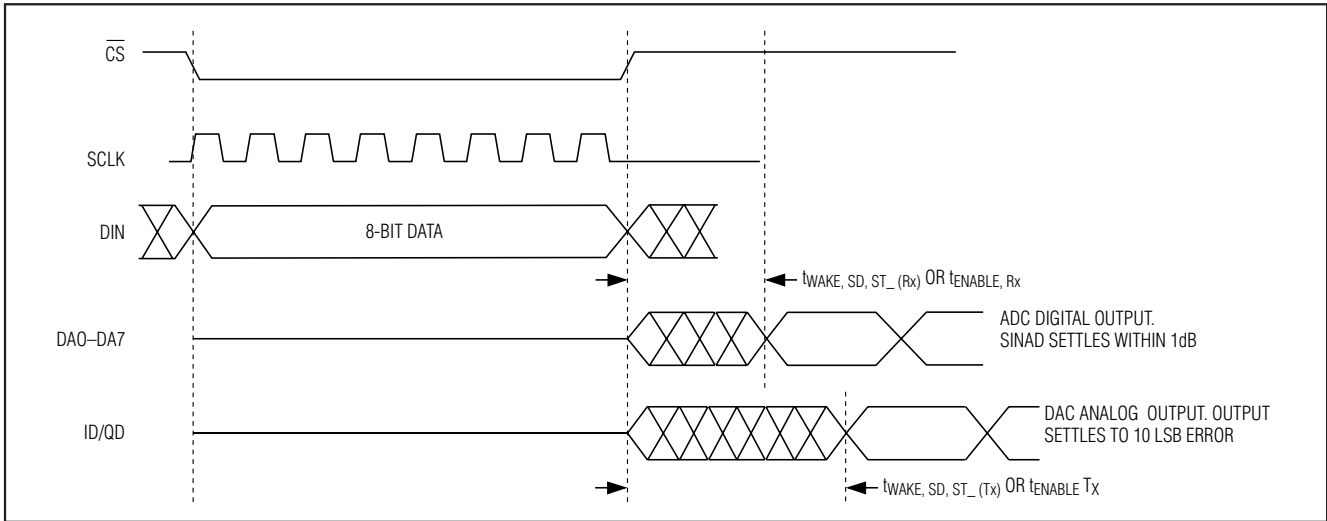 CS
SCLK
DIN
8-BIT DATA
tWAKE, SD, ST_ (Rx) OR tENABLE, Rx
DA0–DA7
ADC DIGITAL OUTPUT.
SINAD SETTLES WITHIN 1dB
ID/QD
DAC ANALOG OUTPUT. OUTPUT
SETTLES TO 10 LSB ERROR
tWAKE, SD, ST_ (Tx) OR tENABLE TX